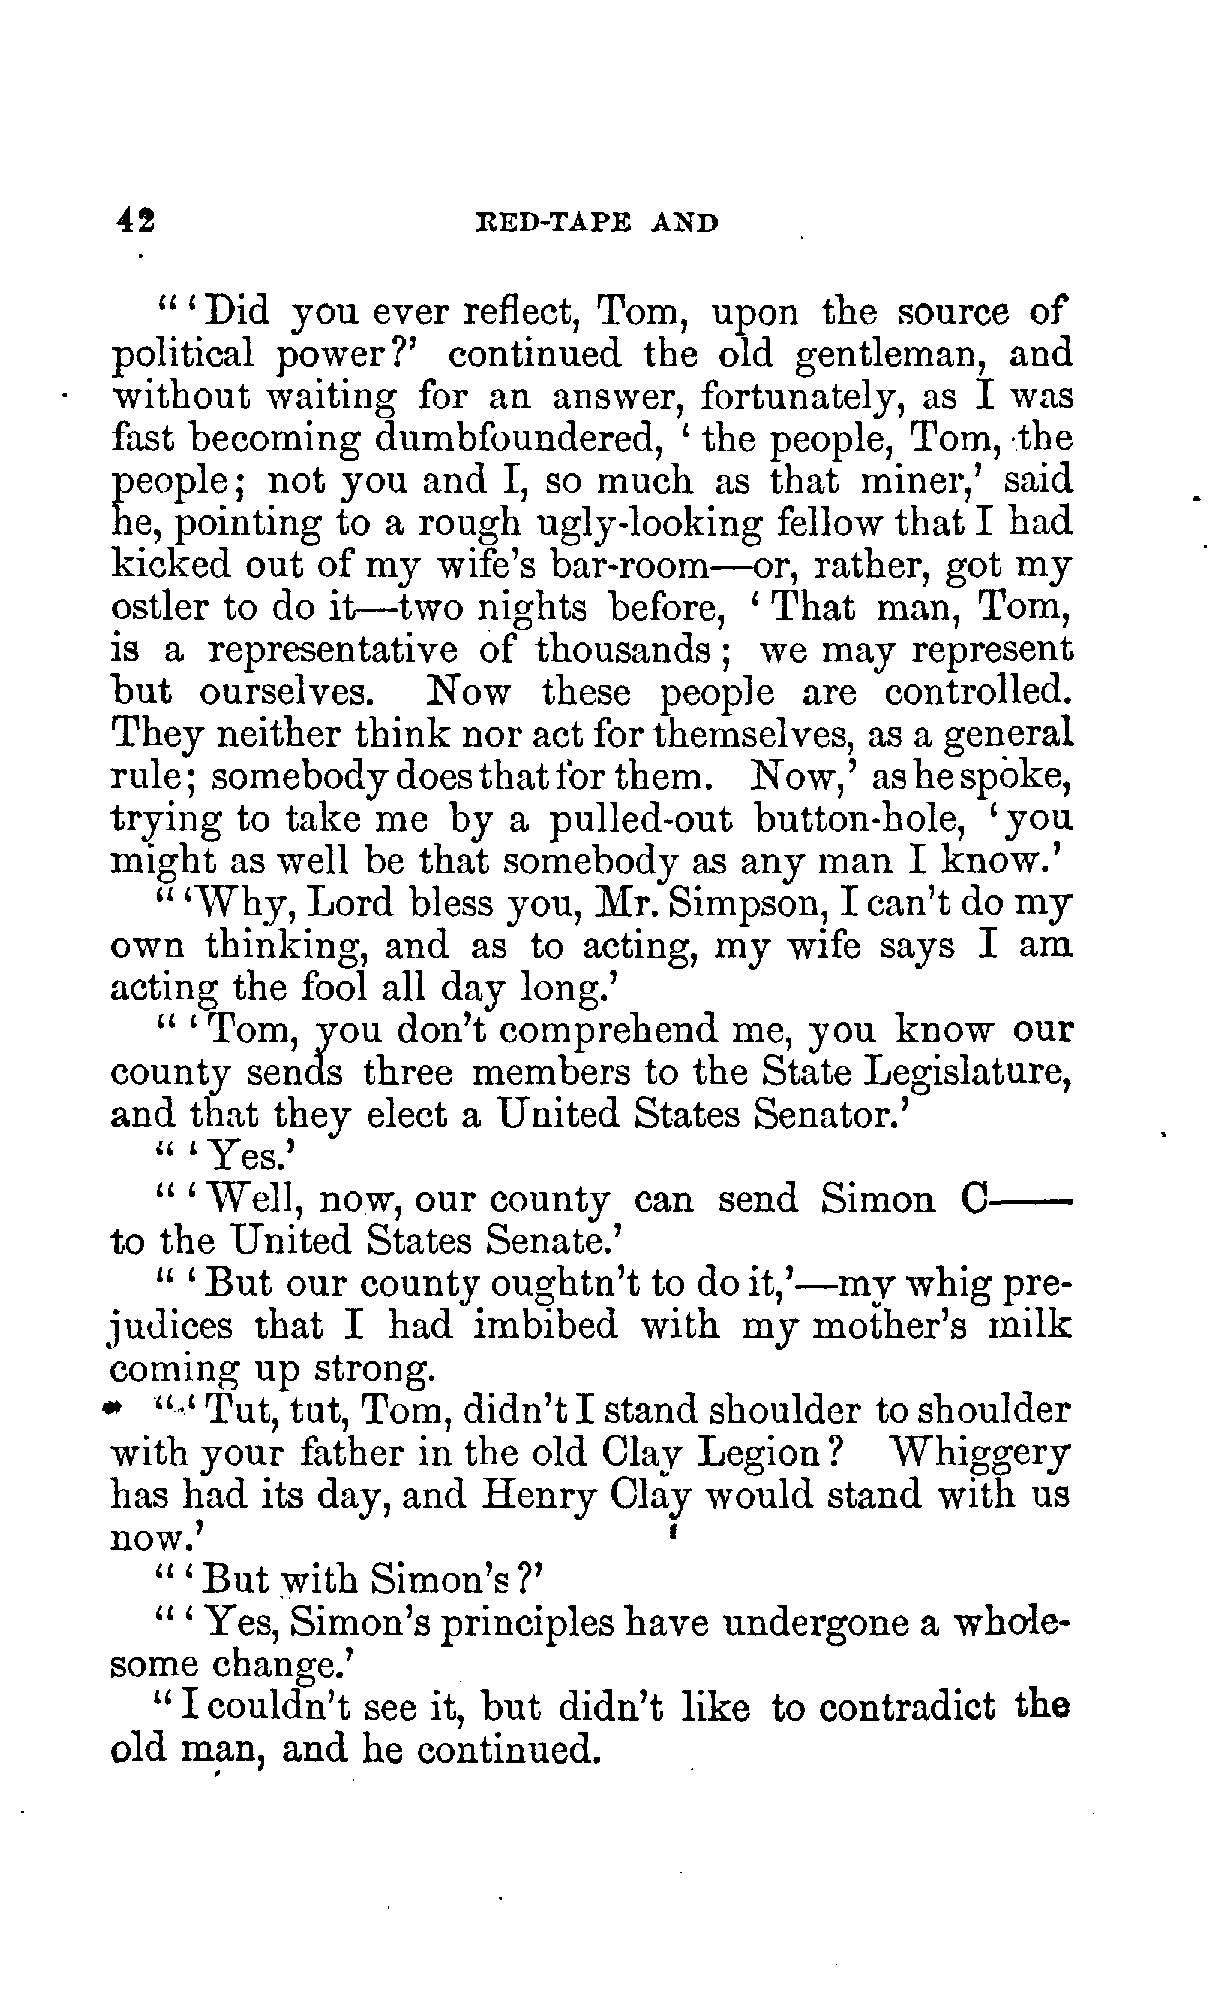 42 RED-TAPE AND
" 'Did you ever reflect, Tom, upon the source of
political power?' continued the old gentleman, and
without waiting for an answer, fortunately, as I was
fast becoming dumbfoundered, 'the people, Tom, the
people; not you and I, so much as that miner,' said
he, pointing to a rough ugly-looking fellow that I had
kicked out of my wife's bar-room—or, rather, got my
ostler to do it—two nights before, 'That man, Tom,
is a representative of thousands; we may represent
but ourselves. Now these people are controlled.
They neither think nor act for themselves, as a general
rule; somebody does that for them. Now,' as he spoke,
trying to take me by a pulled-out button-hole, 'you
might as well be that somebody as any man I know.'
" 'Why, Lord bless you, Mr. Simpson, I can't do my
own thinking, and as to acting, my wife says I am
acting the fool all day long.'
" 'Tom, you don't comprehend me, you know our
county sends three members to the State Legislature,
and that they elect a United States Senator.'
" 'Yes.'
" 'Well, now, our county can send Simon C——
to the United States Senate.'
" 'But our county oughtn't to do it,'—my whig pre-
judices that I had imbibed with my mother's milk
coming up strong.
" 'Tut, tut, Tom, didn't I stand shoulder to shoulder
with your father in the old Clay Legion? Whiggery
has had its day, and Henry Clay would stand with us
now.'
" 'But with Simon's?'
" 'Yes, Simon's principles have undergone a whole-
some change.'
"I couldn't see it, but didn't like to contradict the
old man, and he continued.